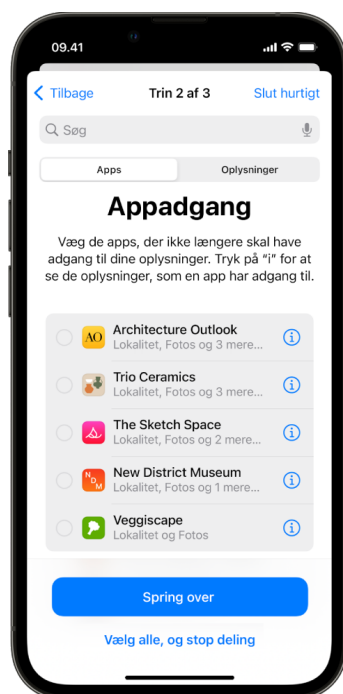 09.41
Tilbage
Trin 2 af 3
Slut hurtigt
Søg
Apps
Oplysninger
Appadgang
Væg de apps, der ikke længere skal have
adgang til dine oplysninger. Tryk på "i" for at
se de oplysninger, som en app har adgang til.
AO
Architecture Outlook
Lokalitet, Fotos og 3 mere...
Trio Ceramics
Lokalitet, Fotos og 3 mere...
The Sketch Space
Lokalitet, Fotos og 2 mere...
NDM
New District Museum
Lokalitet, Fotos og 1 mere...
Veggiscape
Lokalitet og Fotos
Spring over
Vælg alle, og stop deling